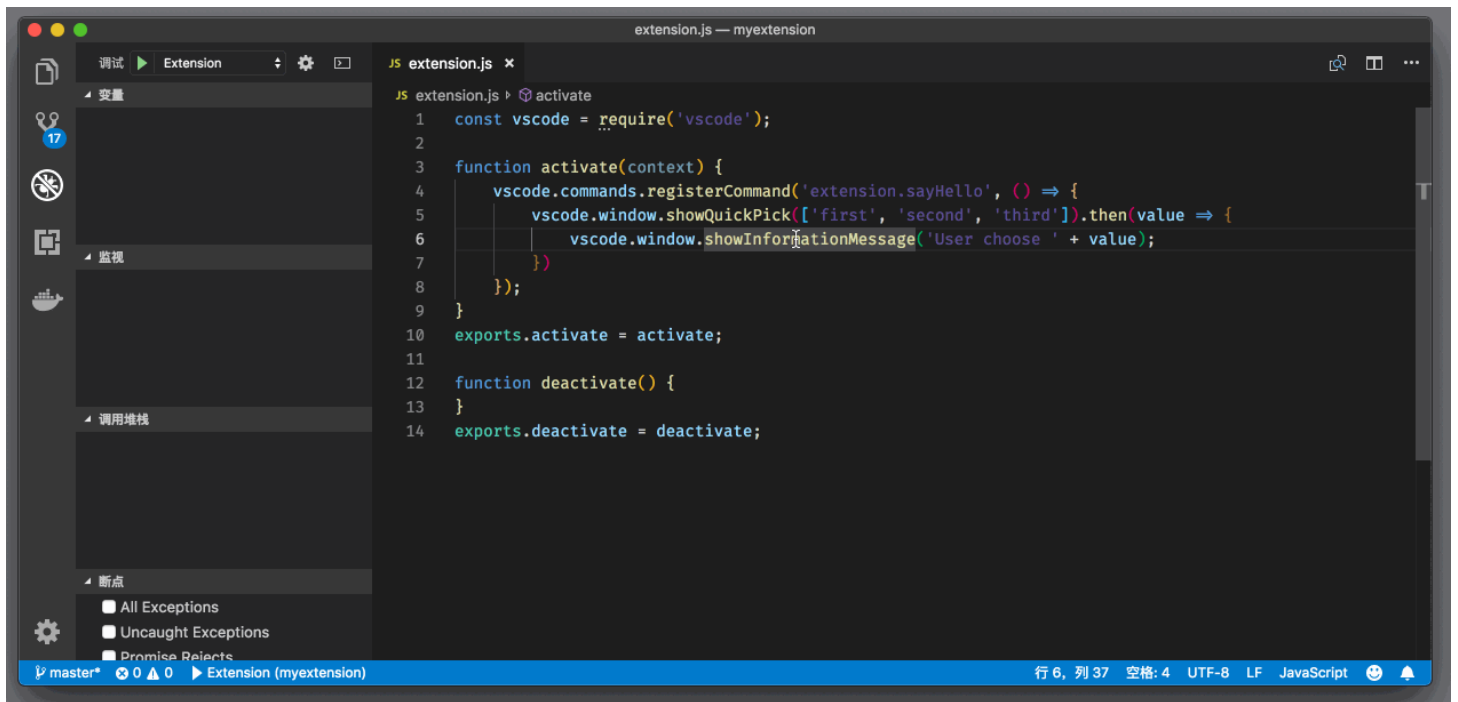 extension.js — myextension
调试 Extension
变量
17
监视
调用堆栈
断点
All Exceptions
Uncaught Exceptions
Promise Rejects
JS extension.js ×
JS extension.js activate
1 const vscode = require('vscode');
2
3 function activate(context) {
4 vscode.commands.registerCommand('extension.sayHello', () ⇒ {
5 vscode.window.showQuickPick(['first', 'second', 'third']).then(value ⇒ {
6 vscode.window.showInformationMessage('User choose ' + value);
7 })
8 });
9 }
10 exports.activate = activate;
11
12 function deactivate() {
13 }
14 exports.deactivate = deactivate;
T
master* 0 0 Extension (myextension) 行 6，列 37 空格: 4 UTF-8 LF JavaScript